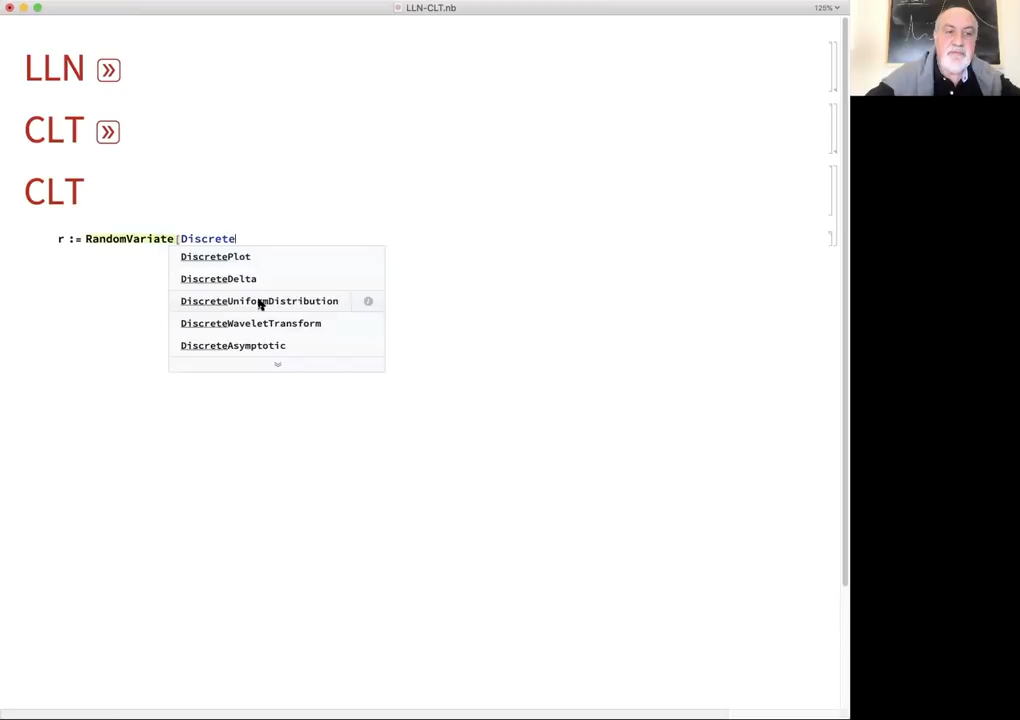 LLN-CLT.nb
125%
LLN
CLT
CLT
r := RandomVariate[Discrete
DiscretePlot
DiscreteDelta
DiscreteUniformDistribution
DiscreteWaveletTransform
DiscreteAsymptotic